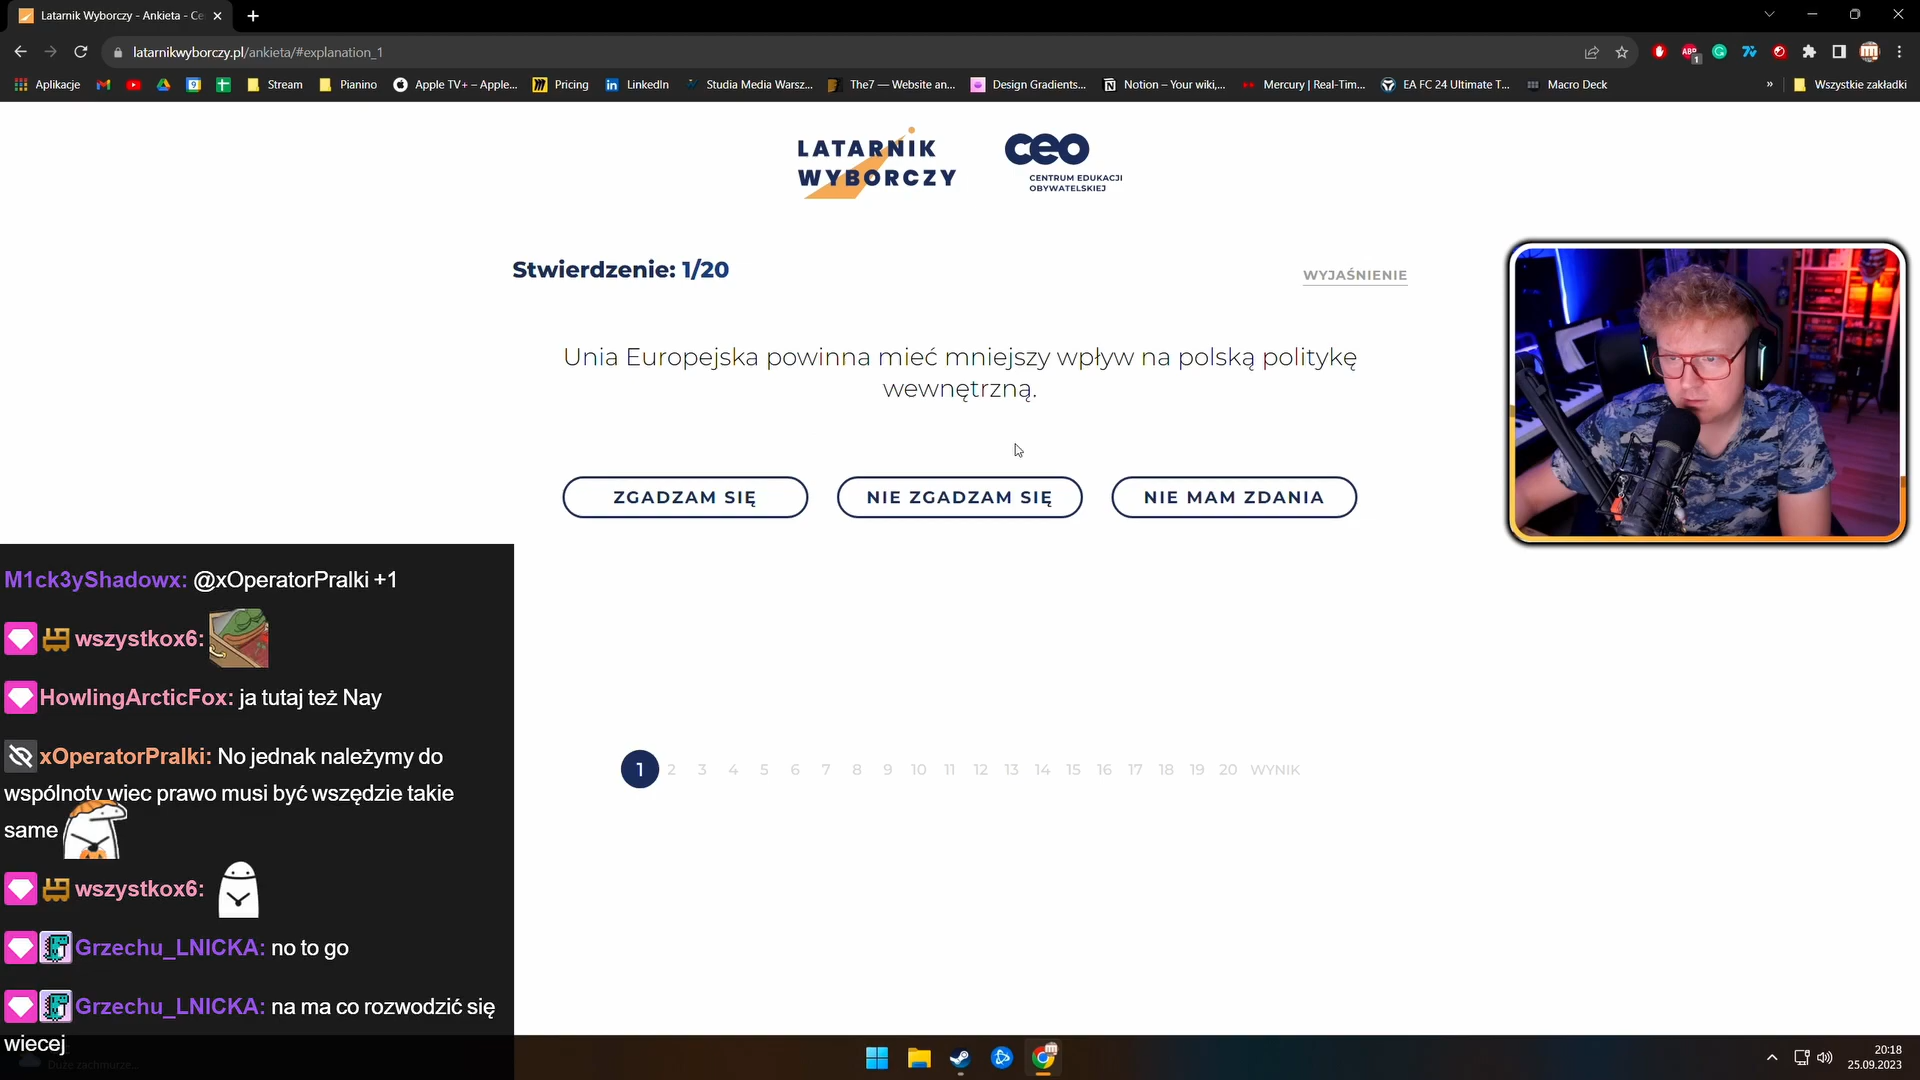 Latarnik Wyborczy - Ankieta - Ce
latarnikwyborczy.pl/ankieta/#explanation_1
Aplikacje
Stream
Pianino
Apple TV+ – Apple...
Pricing
LinkedIn
Studia Media Warsz...
The7 — Website an...
Design Gradients...
Notion – Your wiki,...
Mercury | Real-Tim...
EA FC 24 Ultimate T...
Macro Deck
»
Wszystkie zakładki
LATARNIK
WYBORCZY
ceo
CENTRUM EDUKACJI
OBYWATELSKIEJ
Stwierdzenie: 1/20
WYJAŚNIENIE
Unia Europejska powinna mieć mniejszy wpływ na polską politykę
wewnętrzną.
ZGADZAM SIĘ
NIE ZGADZAM SIĘ
NIE MAM ZDANIA
M1ck3yShadowx: @xOperatorPralki +1
wszystkox6:
HowlingArcticFox: ja tutaj też Nay
xOperatorPralki: No jednak należymy do
wspólnoty wiec prawo musi być wszędzie takie
same
wszystkox6:
Grzechu_LNICKA: no to go
Grzechu_LNICKA: na ma co rozwodzić się
wiecej
1 2 3 4 5 6 7 8 9 10 11 12 13 14 15 16 17 18 19 20 WYNIK
Duże zachmurze...
20:18
25.09.2023